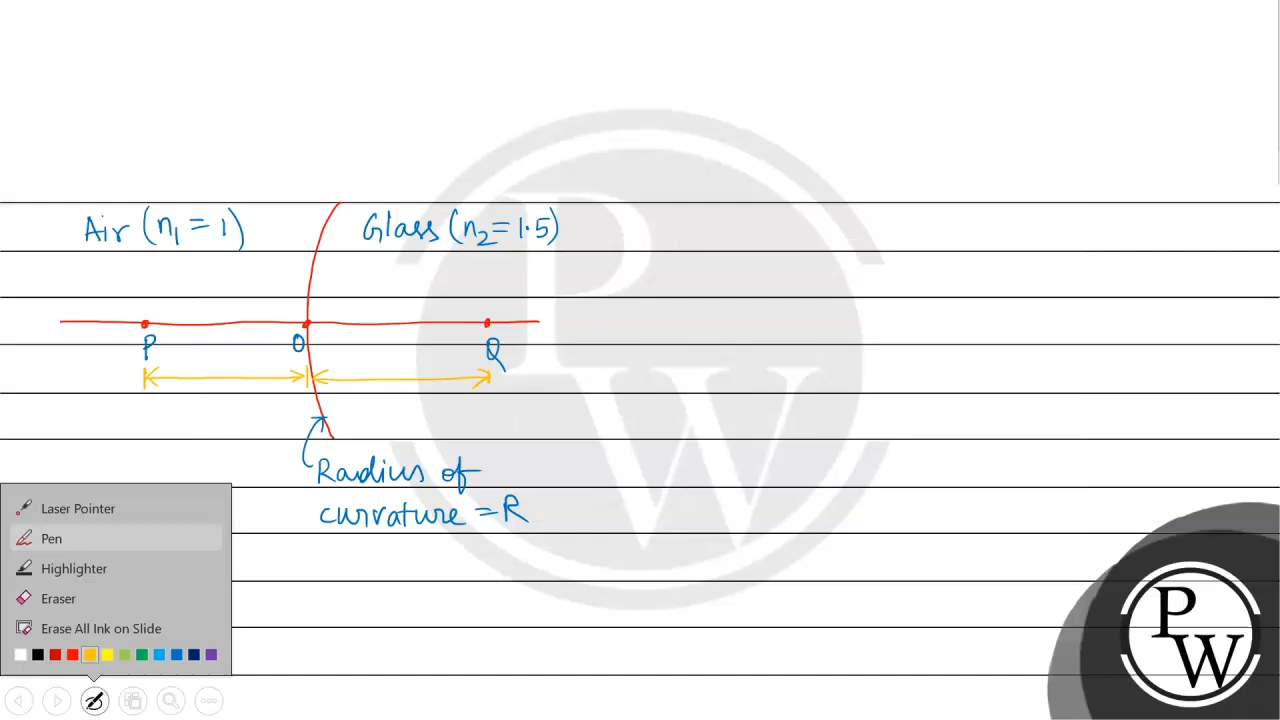 Air (n₁ = 1)
Glass (n₂ = 1.5)
P
O
Q
Radius of
curvature = R
Laser Pointer
Pen
Highlighter
Eraser
Erase All Ink on Slide
P
W
P
W